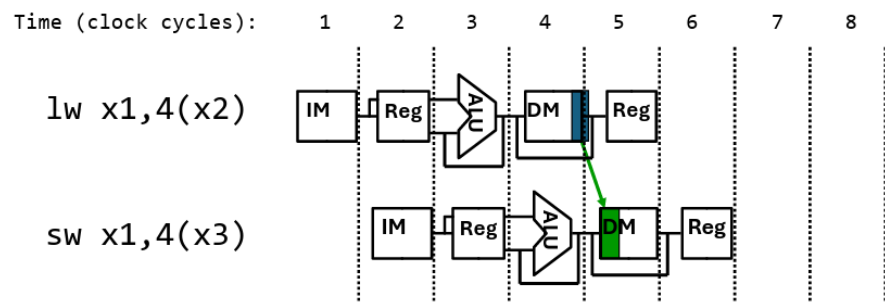 Time (clock cycles): 1 2 3 4 5 6 7 8
lw x1,4(x2) IM Reg ALU DM Reg
sw x1,4(x3) IM Reg ALU DM Reg